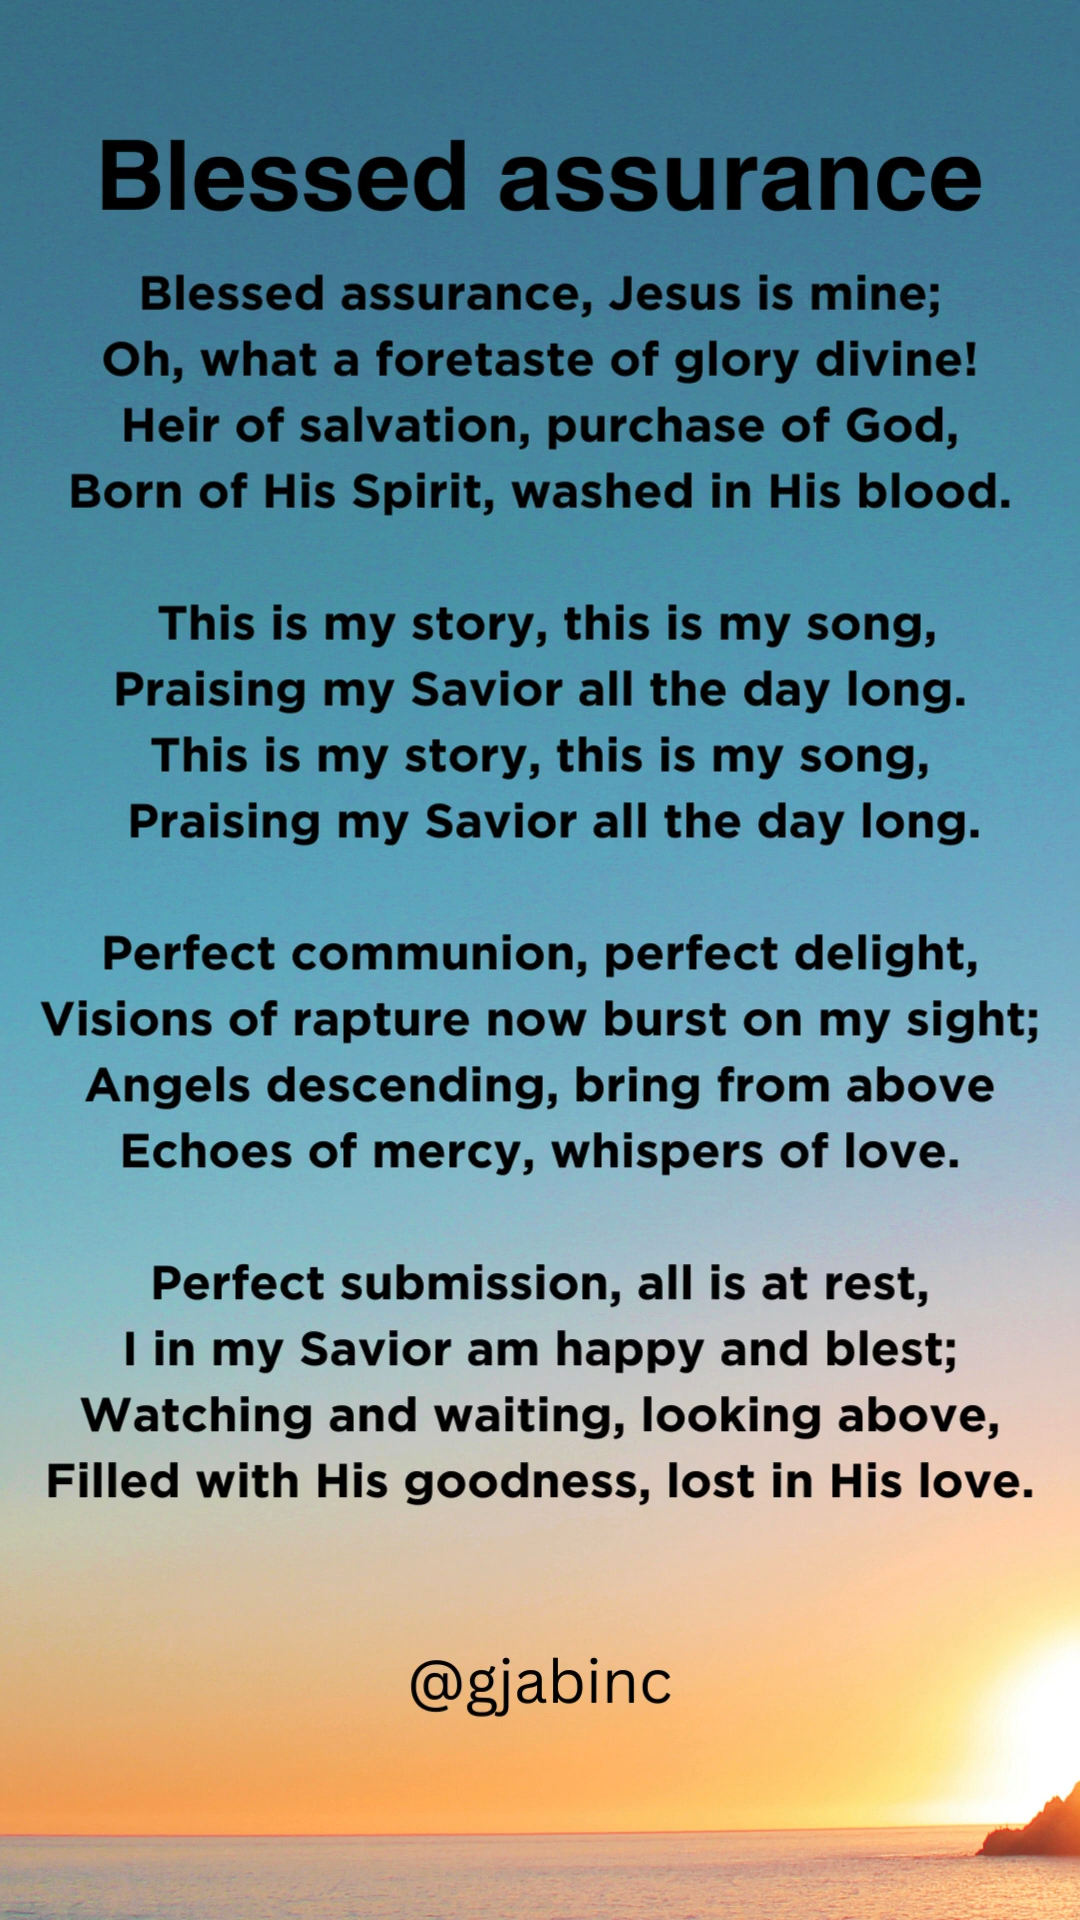 Blessed assurance
Blessed assurance, Jesus is mine;
Oh, what a foretaste of glory divine!
Heir of salvation, purchase of God,
Born of His Spirit, washed in His blood.
This is my story, this is my song,
Praising my Savior all the day long.
This is my story, this is my song,
Praising my Savior all the day long.
Perfect communion, perfect delight,
Visions of rapture now burst on my sight;
Angels descending, bring from above
Echoes of mercy, whispers of love.
Perfect submission, all is at rest,
I in my Savior am happy and blest;
Watching and waiting, looking above,
Filled with His goodness, lost in His love.
@gjabinc